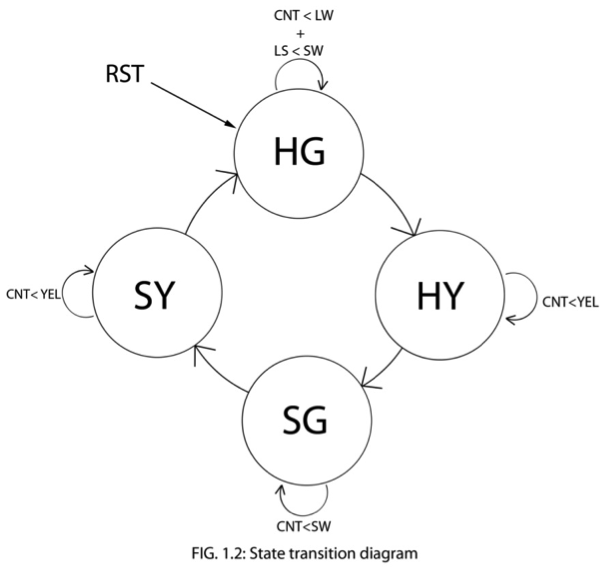 CNT < LW
+
LS < SW
RST
HG
SY
CNT< YEL
HY
CNT<YEL
SG
CNT<SW
FIG. 1.2: State transition diagram